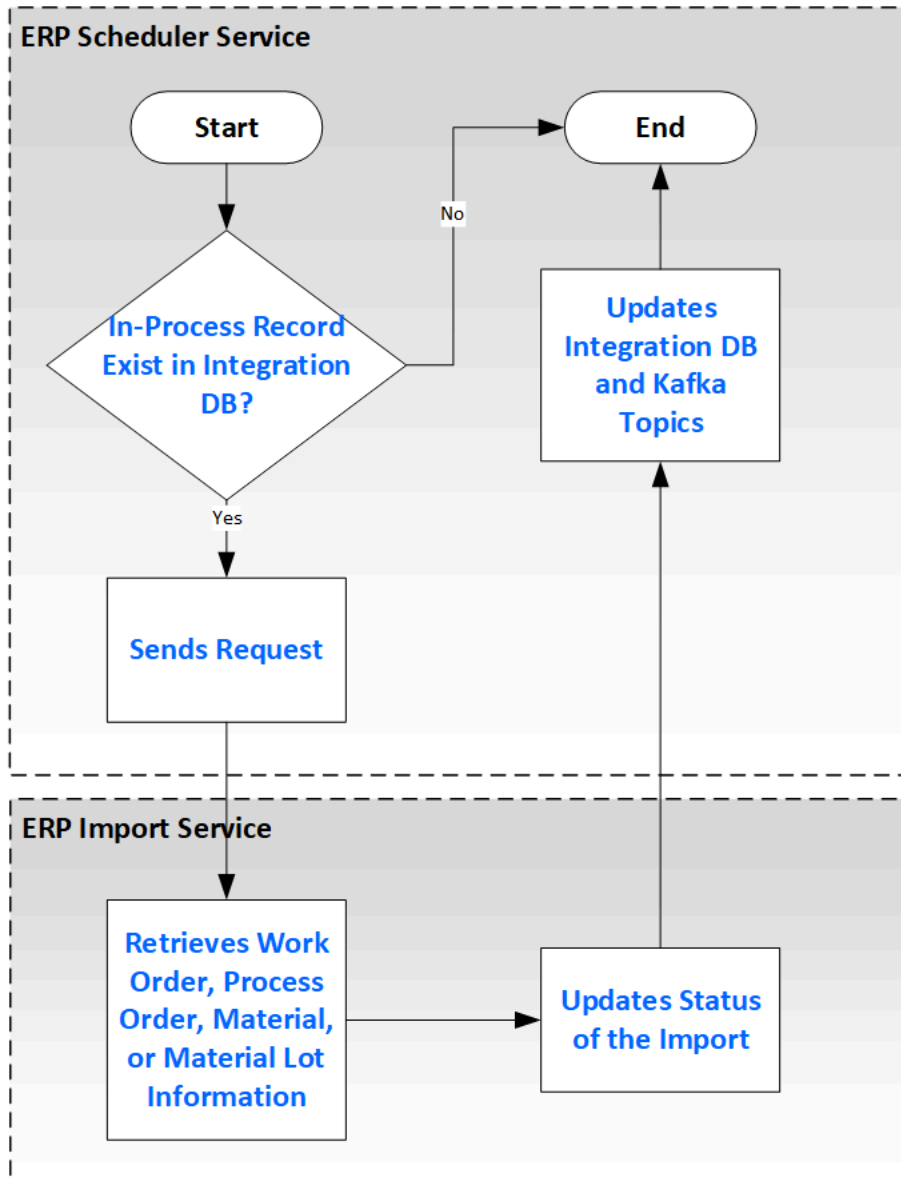 ERP Scheduler Service
Start
End
No
In-Process Record
Exist in Integration
DB?
Updates
Integration DB
and Kafka
Topics
Yes
Sends Request
ERP Import Service
Retrieves Work
Order, Process
Order, Material,
or Material Lot
Information
Updates Status
of the Import